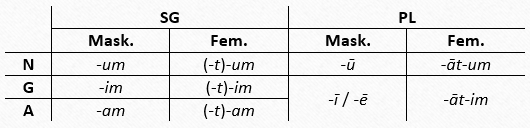 SG PL
Mask. Fem. Mask. Fem.
N -um (-t)-um -ū -āt-um
G -im (-t)-im -ī / -ē -āt-im
A -am (-t)-am